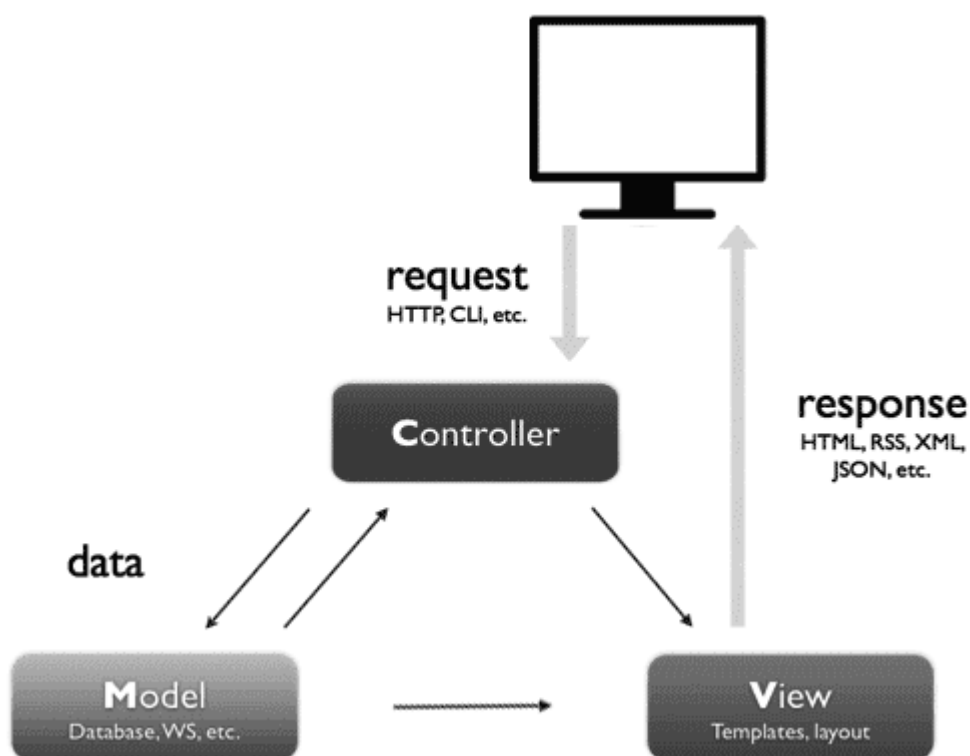 request
HTTP, CLI, etc.
Controller
response
HTML, RSS, XML,
JSON, etc.
data
Model
Database, WS, etc.
View
Templates, layout